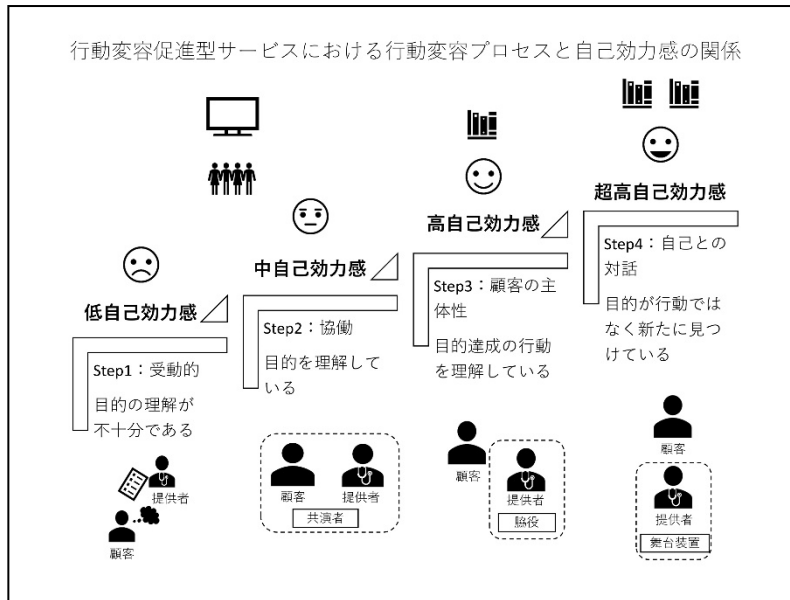 行動変容促進型サービスにおける行動変容プロセスと自己効力感の関係
低自己効力感
Step1：受動的
目的の理解が
不十分である
提供者
顧客
中自己効力感
Step2：協働
目的を理解して
いる
顧客
提供者
共演者
高自己効力感
Step3：顧客の主
体性
目的達成の行動
を理解している
顧客
提供者
脇役
超高自己効力感
Step4：自己との
対話
目的が行動では
なく新たに見つ
けている
顧客
提供者
舞台装置